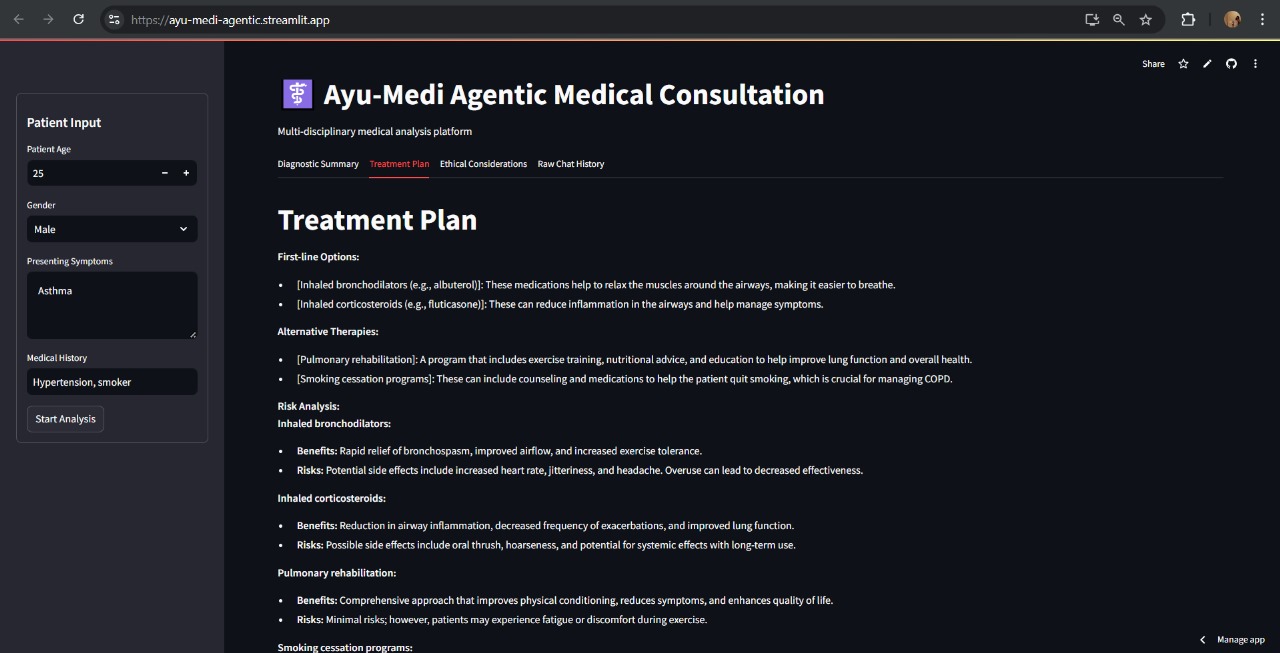 https://ayu-medi-agentic.streamlit.app
Share
Patient Input
Patient Age
25
Gender
Male
Presenting Symptoms
Asthma
Medical History
Hypertension, smoker
Start Analysis
Ayu-Medi Agentic Medical Consultation
Multi-disciplinary medical analysis platform
Diagnostic Summary Treatment Plan Ethical Considerations Raw Chat History
Treatment Plan
First-line Options:
• [Inhaled bronchodilators (e.g., albuterol)]: These medications help to relax the muscles around the airways, making it easier to breathe.
• [Inhaled corticosteroids (e.g., fluticasone)]: These can reduce inflammation in the airways and help manage symptoms.
Alternative Therapies:
• [Pulmonary rehabilitation]: A program that includes exercise training, nutritional advice, and education to help improve lung function and overall health.
• [Smoking cessation programs]: These can include counseling and medications to help the patient quit smoking, which is crucial for managing COPD.
Risk Analysis:
Inhaled bronchodilators:
• Benefits: Rapid relief of bronchospasm, improved airflow, and increased exercise tolerance.
• Risks: Potential side effects include increased heart rate, jitteriness, and headache. Overuse can lead to decreased effectiveness.
Inhaled corticosteroids:
• Benefits: Reduction in airway inflammation, decreased frequency of exacerbations, and improved lung function.
• Risks: Possible side effects include oral thrush, hoarseness, and potential for systemic effects with long-term use.
Pulmonary rehabilitation:
• Benefits: Comprehensive approach that improves physical conditioning, reduces symptoms, and enhances quality of life.
• Risks: Minimal risks; however, patients may experience fatigue or discomfort during exercise.
Smoking cessation programs:
Manage app